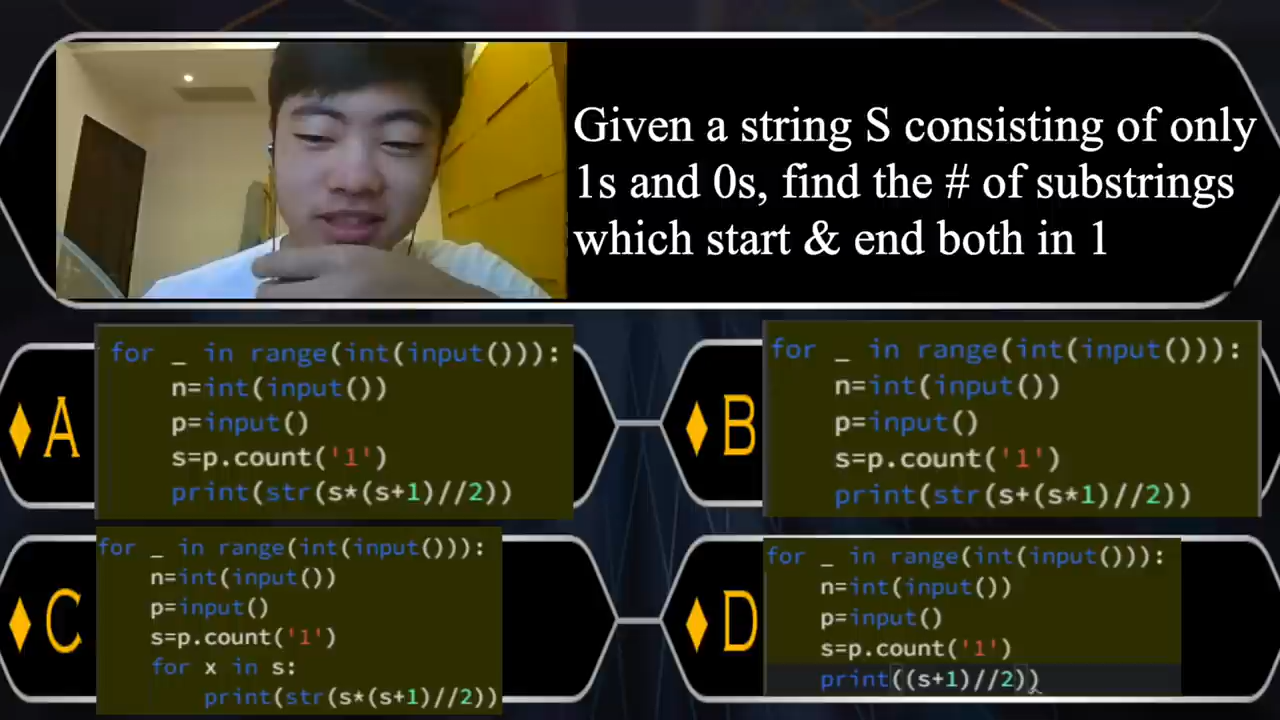 Given a string S consisting of only
1s and 0s, find the # of substrings
which start & end both in 1
A
for _ in range(int(input())):
n=int(input())
p=input()
s=p.count('1')
print(str(s*(s+1)//2))
B
for _ in range(int(input())):
n=int(input())
p=input()
s=p.count('1')
print(str(s+(s*1)//2))
C
for _ in range(int(input())):
n=int(input())
p=input()
s=p.count('1')
for x in s:
print(str(s*(s+1)//2))
D
for _ in range(int(input())):
n=int(input())
p=input()
s=p.count('1')
print((s+1)//2))